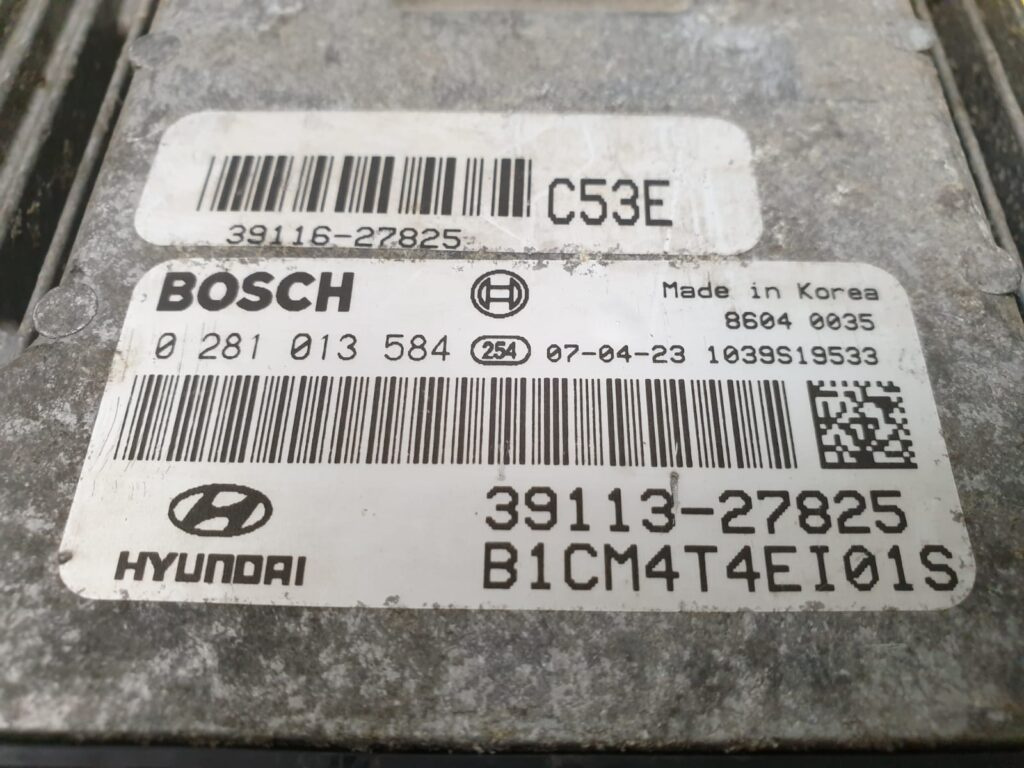 C53E
39116-27825
BOSCH
Made in Korea
8604 0035
0 281 013 584 254 07-04-23 1039S19533
39113-27825
HYUNDAI B1CM4T4EI01S